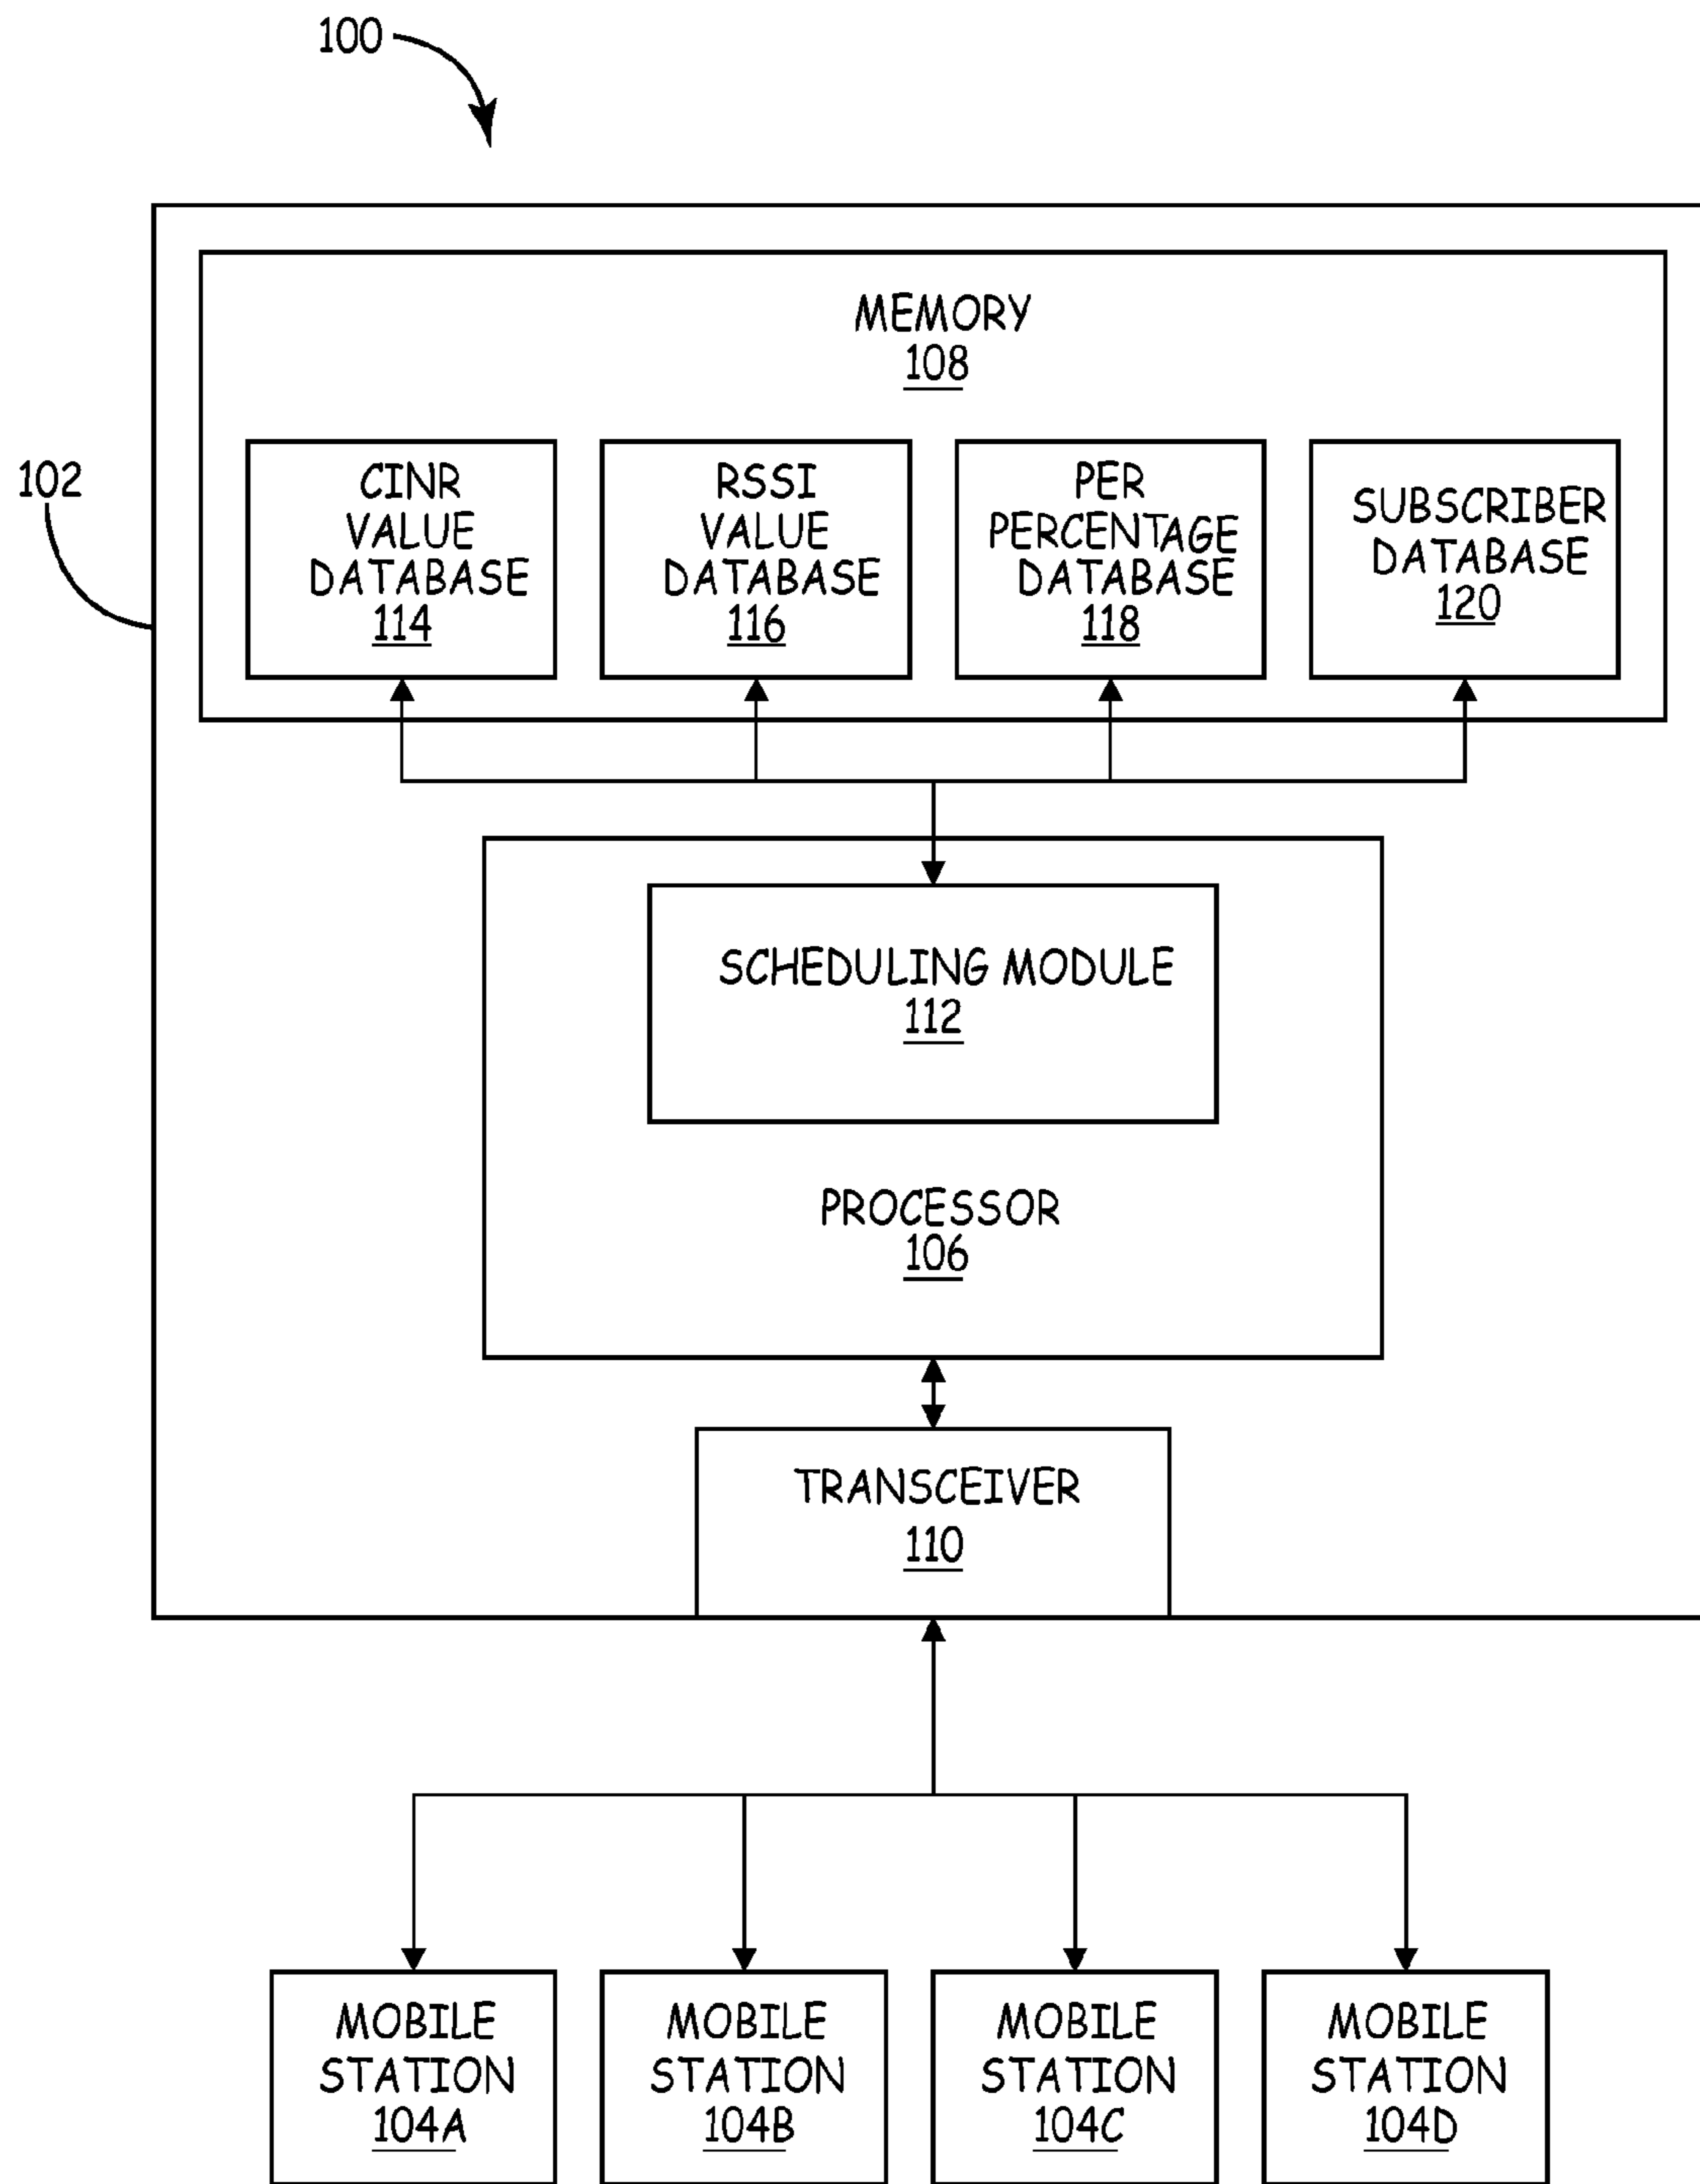 100
MEMORY
108
102
CINR
VALUE
DATABASE
114
RSSI
VALUE
DATABASE
116
PER
PERCENTAGE
DATABASE
118
SUBSCRIBER
DATABASE
120
SCHEDULING MODULE
112
PROCESSOR
106
TRANSCEIVER
110
MOBILE
STATION
104A
MOBILE
STATION
104B
MOBILE
STATION
104C
MOBILE
STATION
104D